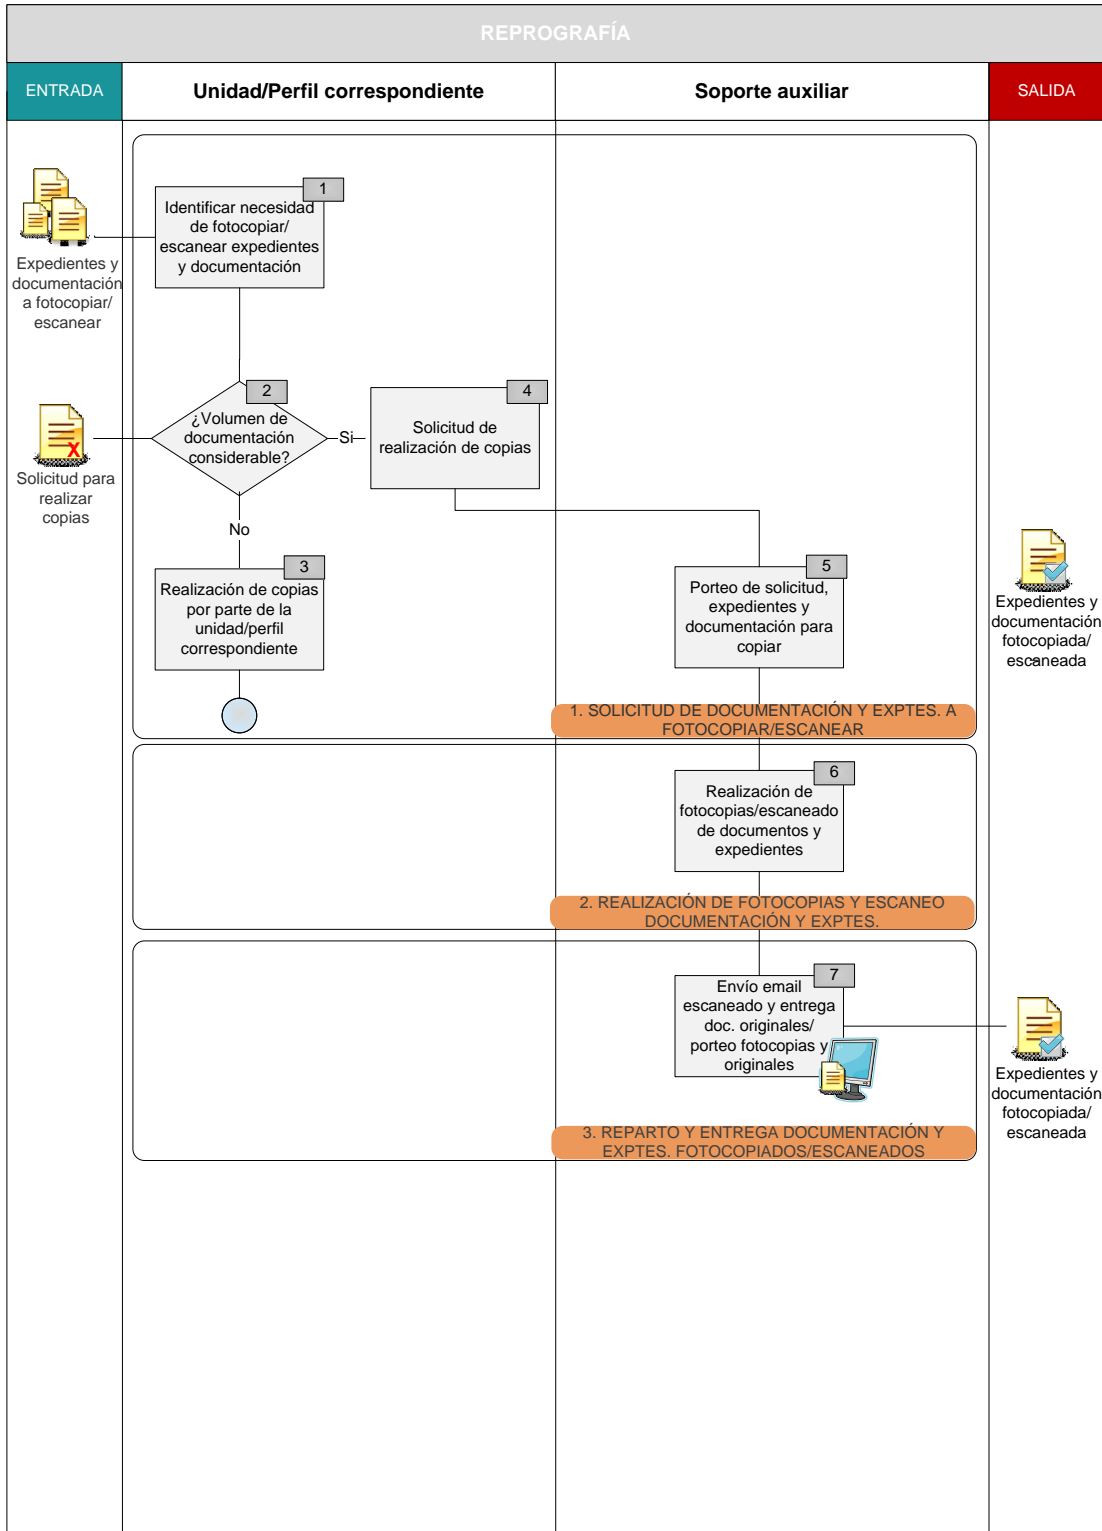 REPROGRAFÍA
ENTRADA
Unidad/Perfil correspondiente
Soporte auxiliar
SALIDA
1
Identificar necesidad
de fotocopiar/
escanear expedientes
y documentación
Expedientes y
documentación
a fotocopiar/
escanear
2
¿Volumen de
documentación
considerable?
Si
4
Solicitud de
realización de copias
X
Solicitud para
realizar
copias
No
3
Realización de copias
por parte de la
unidad/perfil
correspondiente
5
Porteo de solicitud,
expedientes y
documentación para
copiar
Expedientes y
documentación
fotocopiada/
escaneada
1. SOLICITUD DE DOCUMENTACIÓN Y EXPTES. A
FOTOCOPIAR/ESCANEAR
6
Realización de
fotocopias/escaneado
de documentos y
expedientes
2. REALIZACIÓN DE FOTOCOPIAS Y ESCANEO
DOCUMENTACIÓN Y EXPTES.
7
Envío email
escaneado y entrega
doc. originales/
porteo fotocopias y
originales
Expedientes y
documentación
fotocopiada/
escaneada
3. REPARTO Y ENTREGA DOCUMENTACIÓN Y
EXPTES. FOTOCOPIADOS/ESCANEADOS